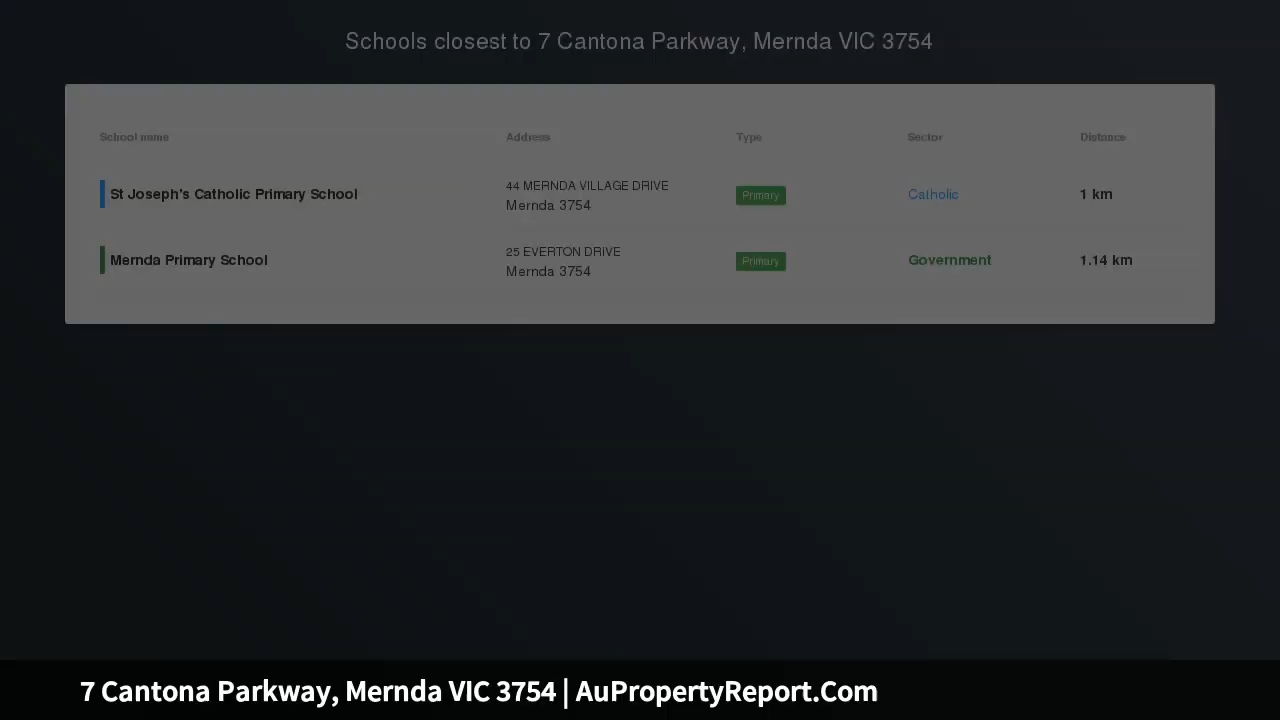 Schools closest to 7 Cantona Parkway, Mernda VIC 3754
School name Address Type Sector Distance
St Joseph's Catholic Primary School 44 MERNDA VILLAGE DRIVE Mernda 3754 Primary Catholic 1 km
Mernda Primary School 25 EVERTON DRIVE Mernda 3754 Primary Government 1.14 km
7 Cantona Parkway, Mernda VIC 3754 | AuPropertyReport.Com